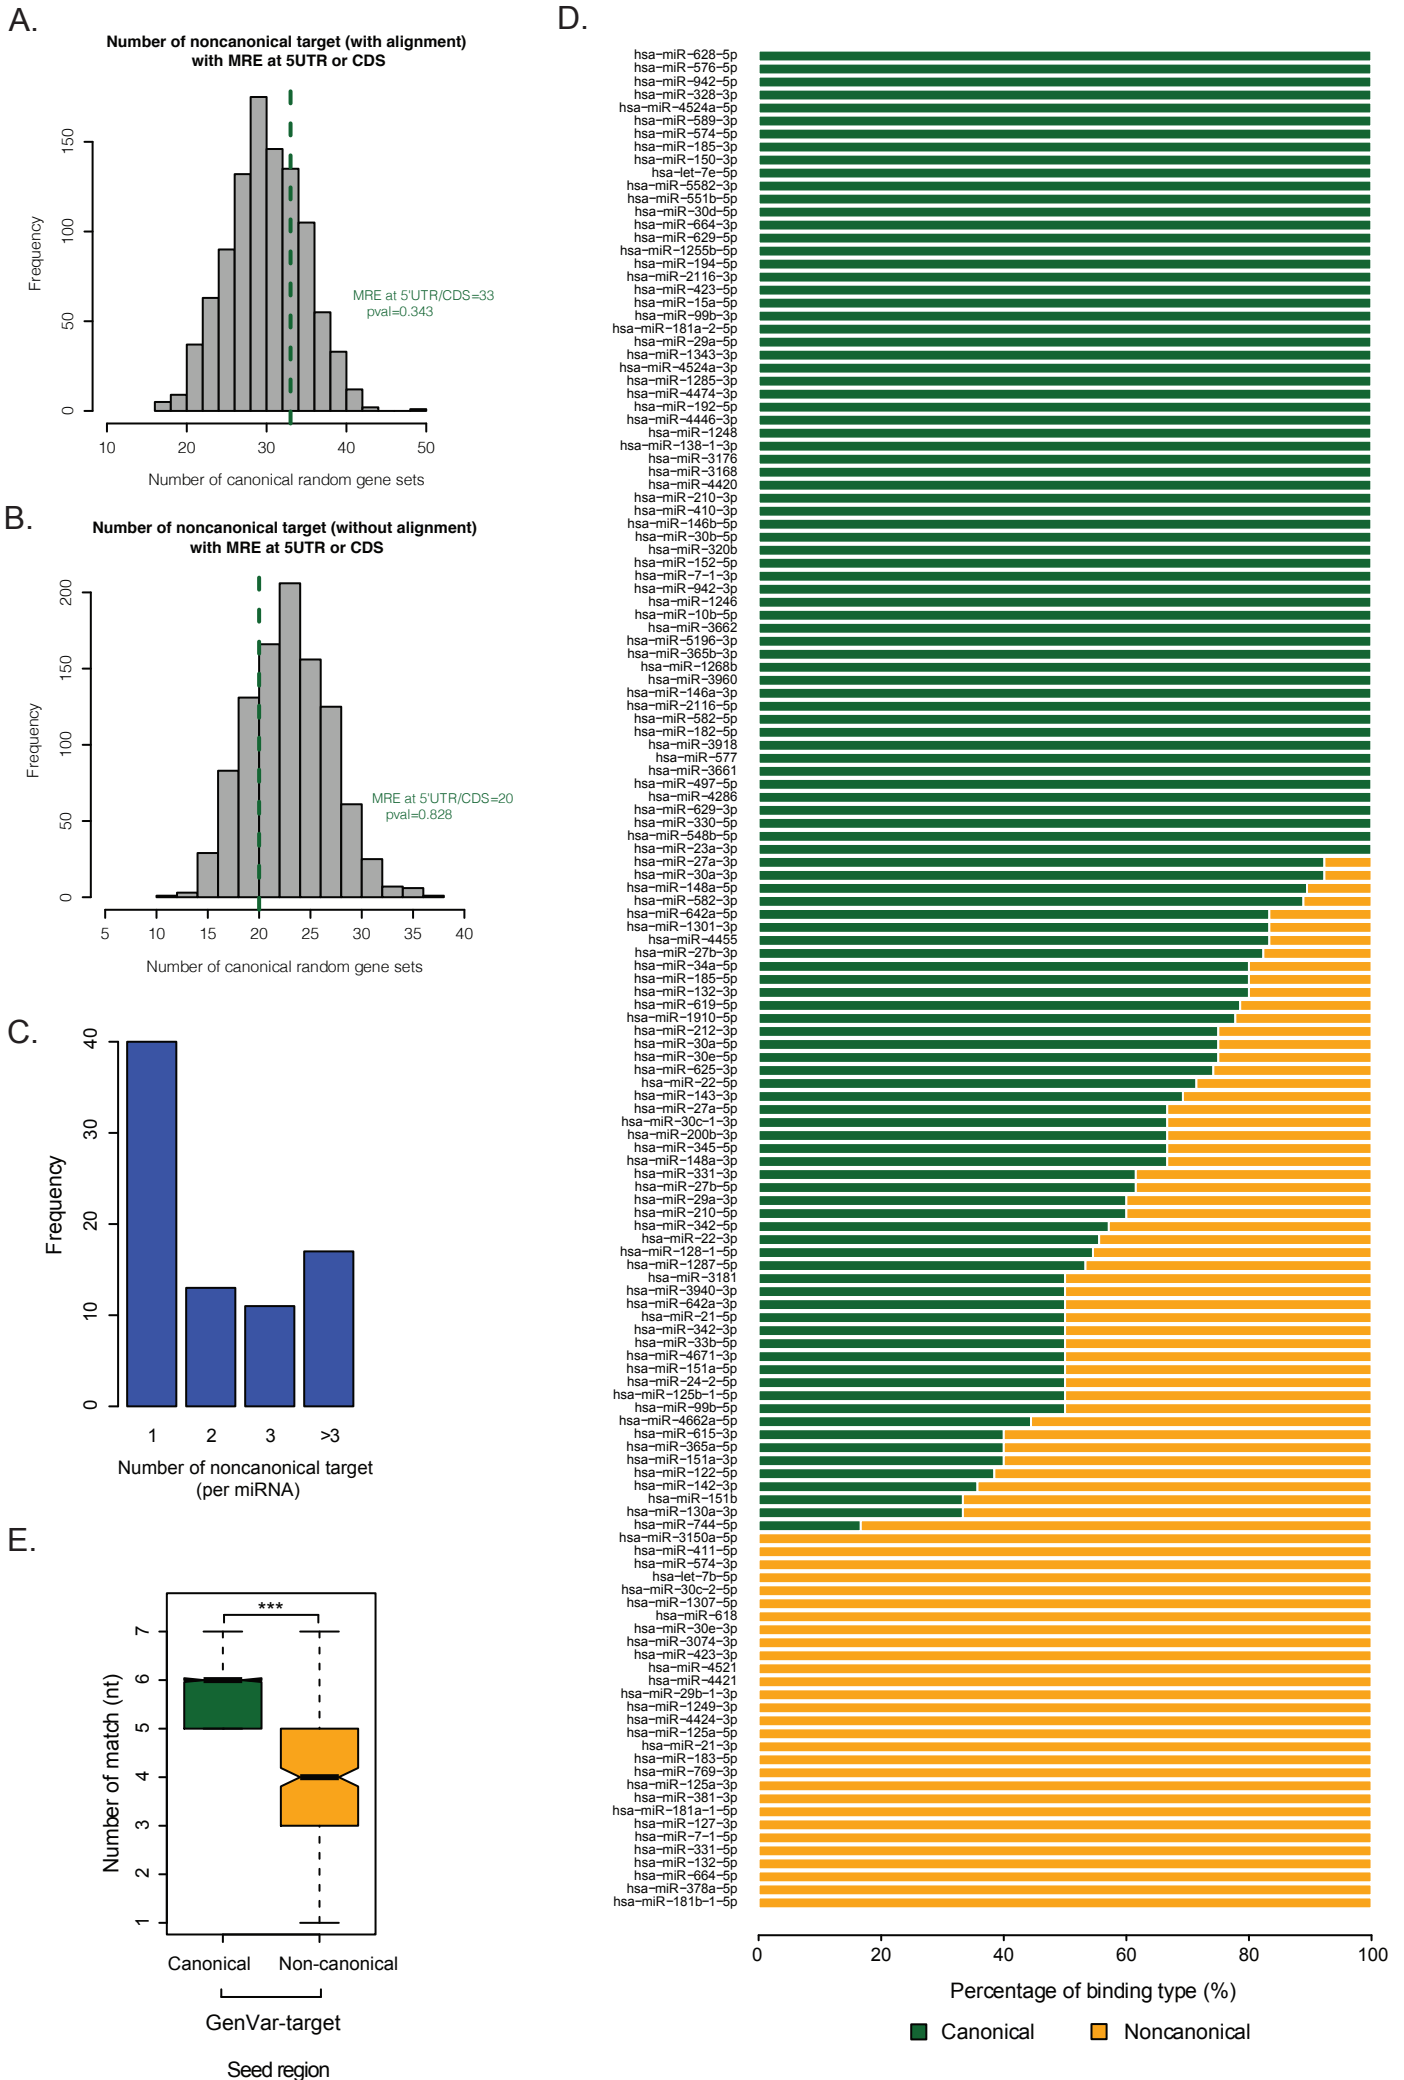 A.
Number of noncanonical target (with alignment)
with MRE at 5UTR or CDS
Frequency
0
50
100
150
MRE at 5'UTR/CDS=33
pval=0.343
10
20
30
40
50
Number of canonical random gene sets
B.
Number of noncanonical target (without alignment)
with MRE at 5UTR or CDS
Frequency
0
50
100
150
200
MRE at 5'UTR/CDS=20
pval=0.828
5
10
15
20
25
30
35
40
Number of canonical random gene sets
C.
Frequency
0
10
20
30
40
1
2
3
>3
Number of noncanonical target
(per miRNA)
D.
hsa-miR-628-5p
hsa-miR-576-5p
hsa-miR-942-5p
hsa-miR-328-3p
hsa-miR-4524a-5p
hsa-miR-589-3p
hsa-miR-574-5p
hsa-miR-185-3p
hsa-miR-150-3p
hsa-let-7e-5p
hsa-miR-5582-3p
hsa-miR-551b-5p
hsa-miR-30d-5p
hsa-miR-664-3p
hsa-miR-629-5p
hsa-miR-1255b-5p
hsa-miR-194-5p
hsa-miR-2116-3p
hsa-miR-423-5p
hsa-miR-15a-5p
hsa-miR-99b-3p
hsa-miR-181a-2-5p
hsa-miR-29a-5p
hsa-miR-1343-3p
hsa-miR-4524a-3p
hsa-miR-1285-3p
hsa-miR-4474-3p
hsa-miR-192-5p
hsa-miR-4446-3p
hsa-miR-1248
hsa-miR-138-1-3p
hsa-miR-3176
hsa-miR-3168
hsa-miR-4420
hsa-miR-210-3p
hsa-miR-410-3p
hsa-miR-146b-5p
hsa-miR-30b-5p
hsa-miR-320b
hsa-miR-152-5p
hsa-miR-7-1-3p
hsa-miR-942-3p
hsa-miR-1246
hsa-miR-10b-5p
hsa-miR-3662
hsa-miR-5196-3p
hsa-miR-365b-3p
hsa-miR-1268b
hsa-miR-3960
hsa-miR-146a-3p
hsa-miR-2116-5p
hsa-miR-582-5p
hsa-miR-182-5p
hsa-miR-3918
hsa-miR-577
hsa-miR-3661
hsa-miR-497-5p
hsa-miR-4286
hsa-miR-629-3p
hsa-miR-330-5p
hsa-miR-548b-5p
hsa-miR-23a-3p
hsa-miR-27a-3p
hsa-miR-30a-3p
hsa-miR-148a-5p
hsa-miR-582-3p
hsa-miR-642a-5p
hsa-miR-1301-3p
hsa-miR-4455
hsa-miR-27b-3p
hsa-miR-34a-5p
hsa-miR-185-5p
hsa-miR-132-3p
hsa-miR-619-5p
hsa-miR-1910-5p
hsa-miR-212-3p
hsa-miR-30a-5p
hsa-miR-30e-5p
hsa-miR-625-3p
hsa-miR-22-5p
hsa-miR-143-3p
hsa-miR-27a-5p
hsa-miR-30c-1-3p
hsa-miR-200b-3p
hsa-miR-345-5p
hsa-miR-148a-3p
hsa-miR-331-3p
hsa-miR-27b-5p
hsa-miR-29a-3p
hsa-miR-210-5p
hsa-miR-342-5p
hsa-miR-22-3p
hsa-miR-128-1-5p
hsa-miR-1287-5p
hsa-miR-3181
hsa-miR-3940-3p
hsa-miR-642a-3p
hsa-miR-21-5p
hsa-miR-342-3p
hsa-miR-33b-5p
hsa-miR-4671-3p
hsa-miR-151a-5p
hsa-miR-24-2-5p
hsa-miR-125b-1-5p
hsa-miR-99b-5p
hsa-miR-4662a-5p
hsa-miR-615-3p
hsa-miR-365a-5p
hsa-miR-151a-3p
hsa-miR-122-5p
hsa-miR-142-3p
hsa-miR-151b
hsa-miR-130a-3p
hsa-miR-744-5p
hsa-miR-3150a-5p
hsa-miR-411-5p
hsa-miR-574-3p
hsa-let-7b-5p
hsa-miR-30c-2-5p
hsa-miR-1307-5p
hsa-miR-618
hsa-miR-30e-3p
hsa-miR-3074-3p
hsa-miR-423-3p
hsa-miR-4521
hsa-miR-4421
hsa-miR-29b-1-3p
hsa-miR-1249-3p
hsa-miR-4424-3p
hsa-miR-125a-5p
hsa-miR-21-3p
hsa-miR-183-5p
hsa-miR-769-3p
hsa-miR-125a-3p
hsa-miR-381-3p
hsa-miR-181a-1-5p
hsa-miR-127-3p
hsa-miR-7-1-5p
hsa-miR-331-5p
hsa-miR-132-5p
hsa-miR-664-5p
hsa-miR-378a-5p
hsa-miR-181b-1-5p
0
20
40
60
80
100
Percentage of binding type (%)
Canonical
Noncanonical
E.
***
Number of match (nt)
1
2
3
4
5
6
7
Canonical
Non-canonical
GenVar-target
Seed region